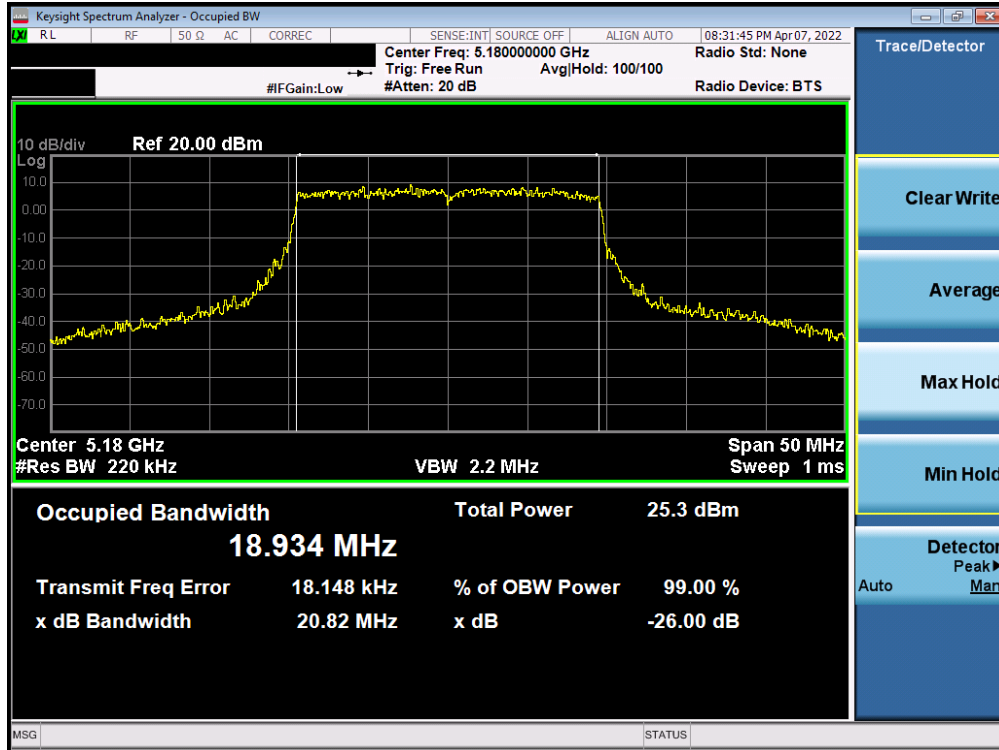 Keysight Spectrum Analyzer - Occupied BW
LXI RL RF 50 Ω AC CORREC SENSE:INT SOURCE OFF ALIGN AUTO 08:31:45 PM Apr 07, 2022
Center Freq: 5.180000000 GHz Radio Std: None
Trig: Free Run Avg|Hold: 100/100
#IFGain:Low #Atten: 20 dB Radio Device: BTS
10 dB/div Ref 20.00 dBm
Log
10.0
0.00
-10.0
-20.0
-30.0
-40.0
-50.0
-60.0
-70.0
Center 5.18 GHz Span 50 MHz
#Res BW 220 kHz VBW 2.2 MHz Sweep 1 ms
Occupied Bandwidth Total Power 25.3 dBm
18.934 MHz
Transmit Freq Error 18.148 kHz % of OBW Power 99.00 %
x dB Bandwidth 20.82 MHz x dB -26.00 dB
MSG STATUS
Trace/Detector
Clear Write
Average
Max Hold
Min Hold
Detector
Peak▶
Auto Man